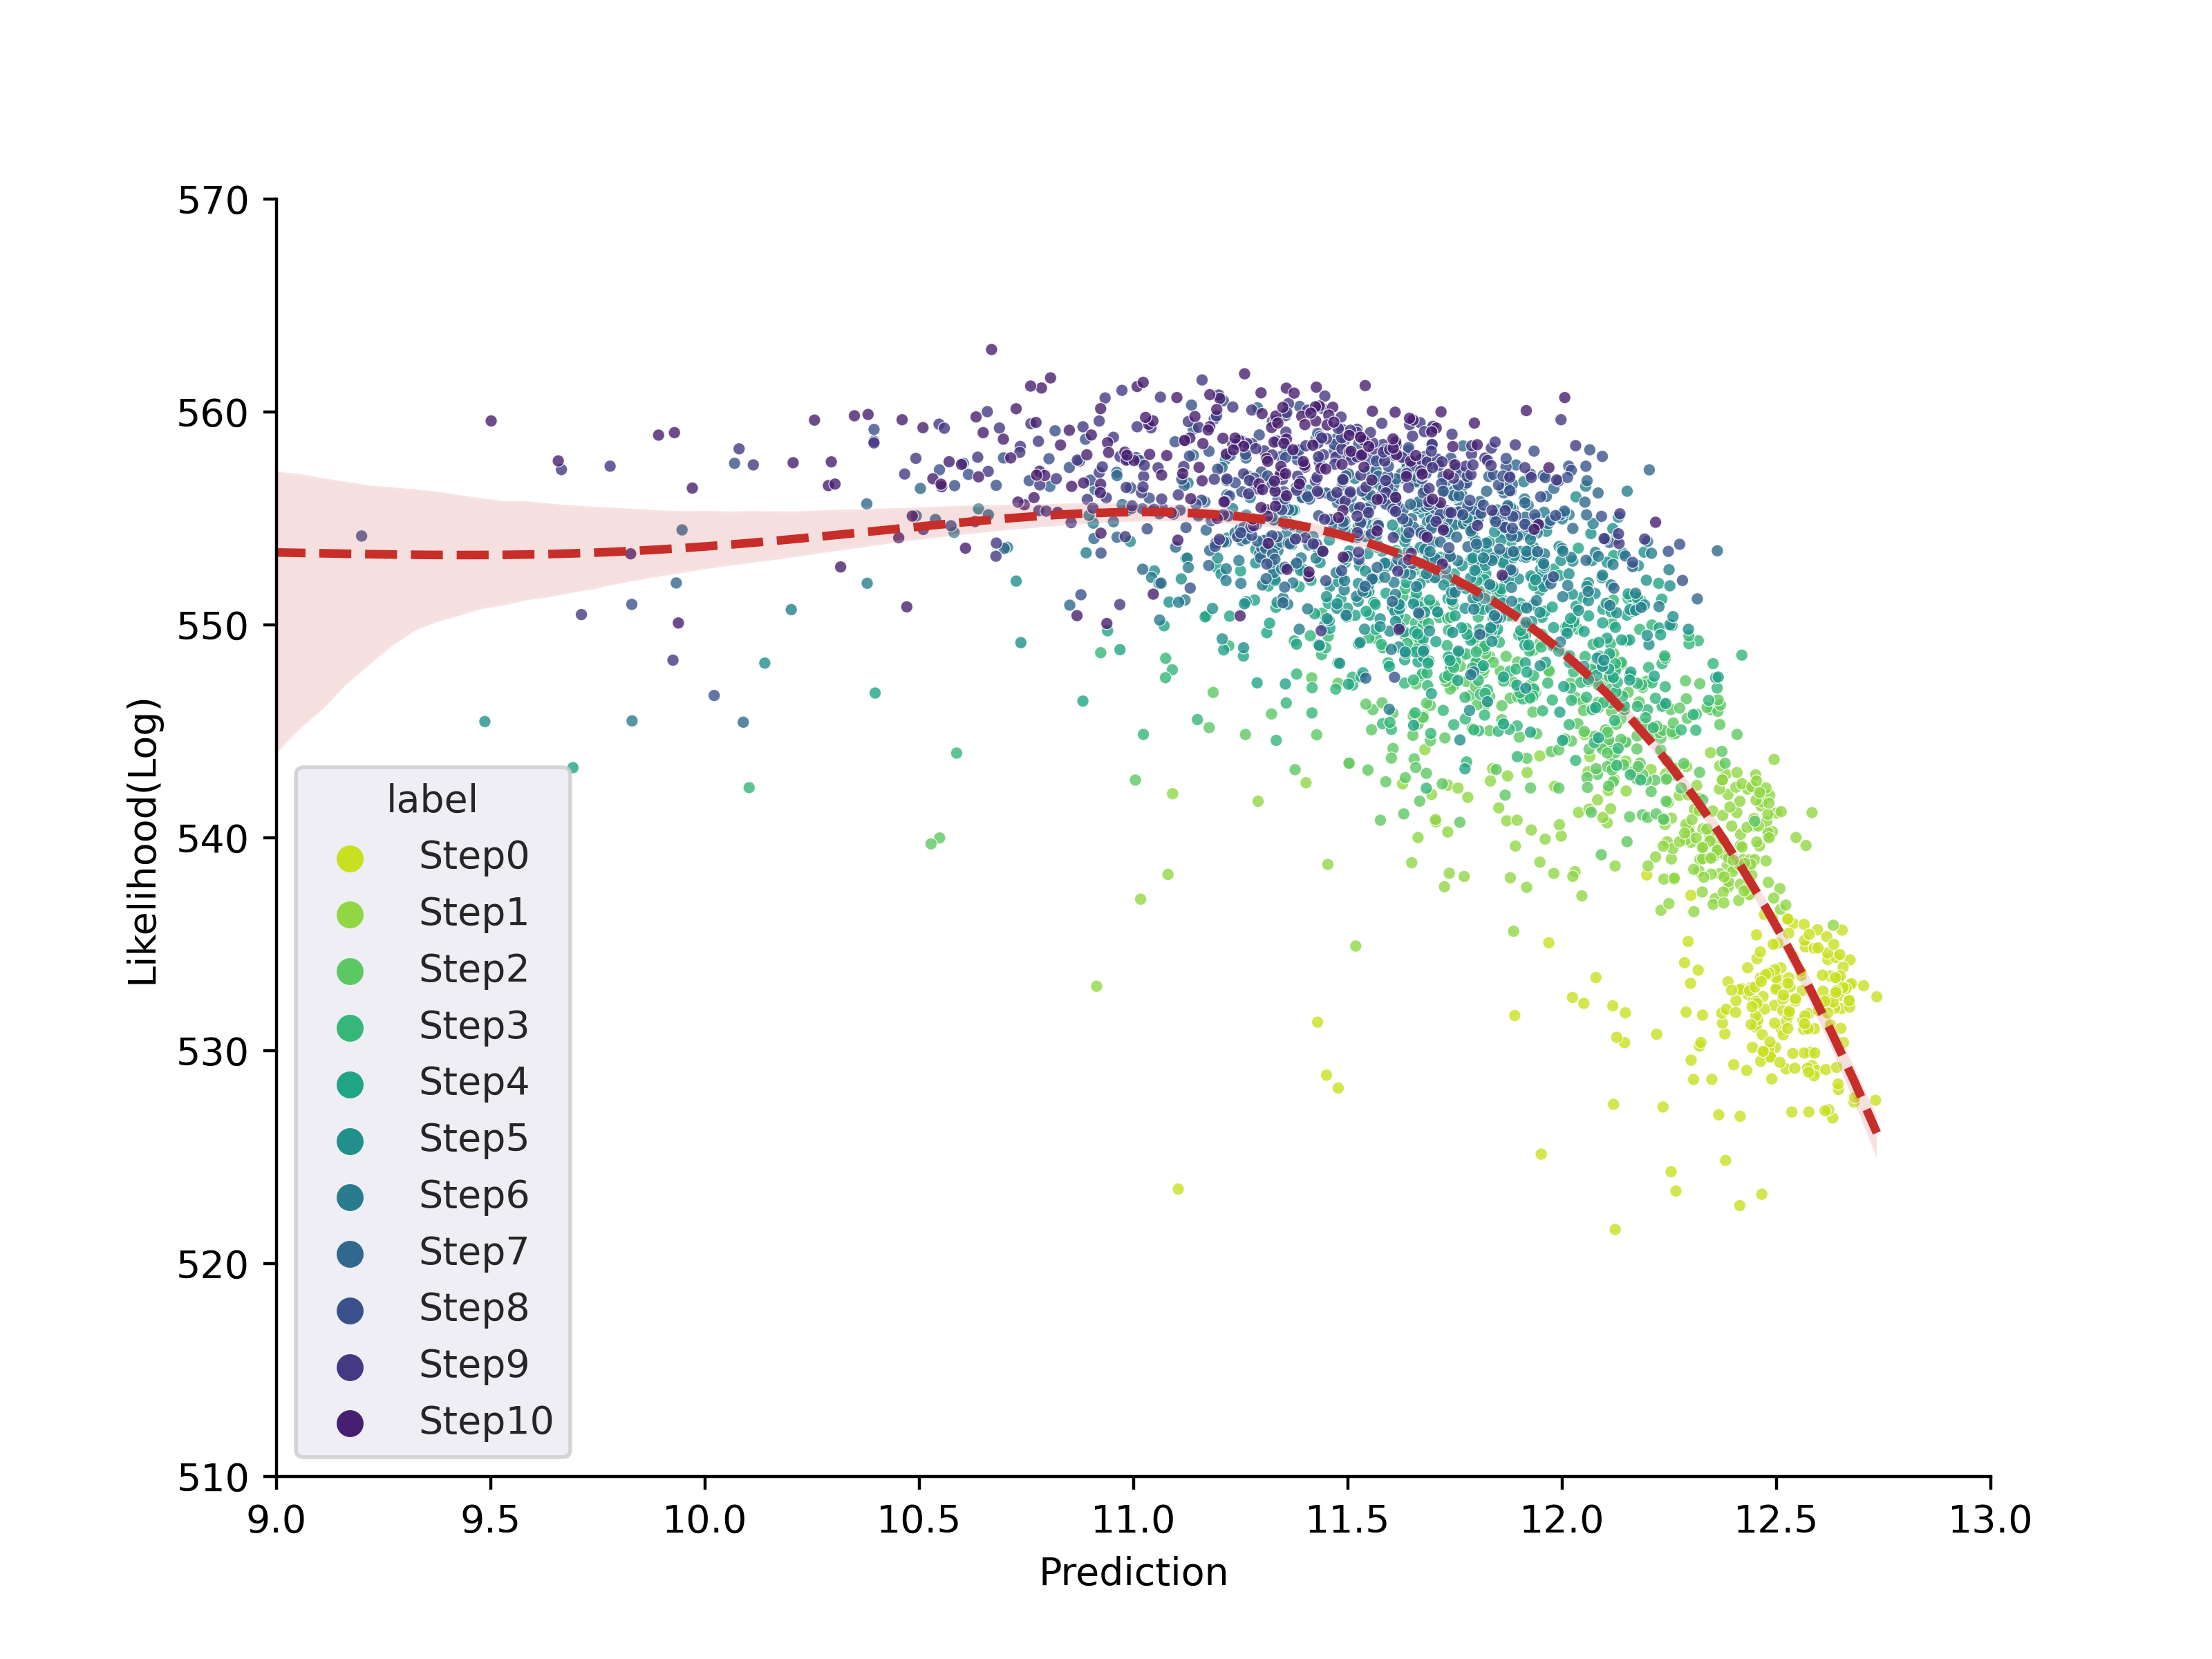 570
560
550
540
530
520
510
Likelihood(Log)
label
Step0
Step1
Step2
Step3
Step4
Step5
Step6
Step7
Step8
Step9
Step10
9.0 9.5 10.0 10.5 11.0 11.5 12.0 12.5 13.0
Prediction